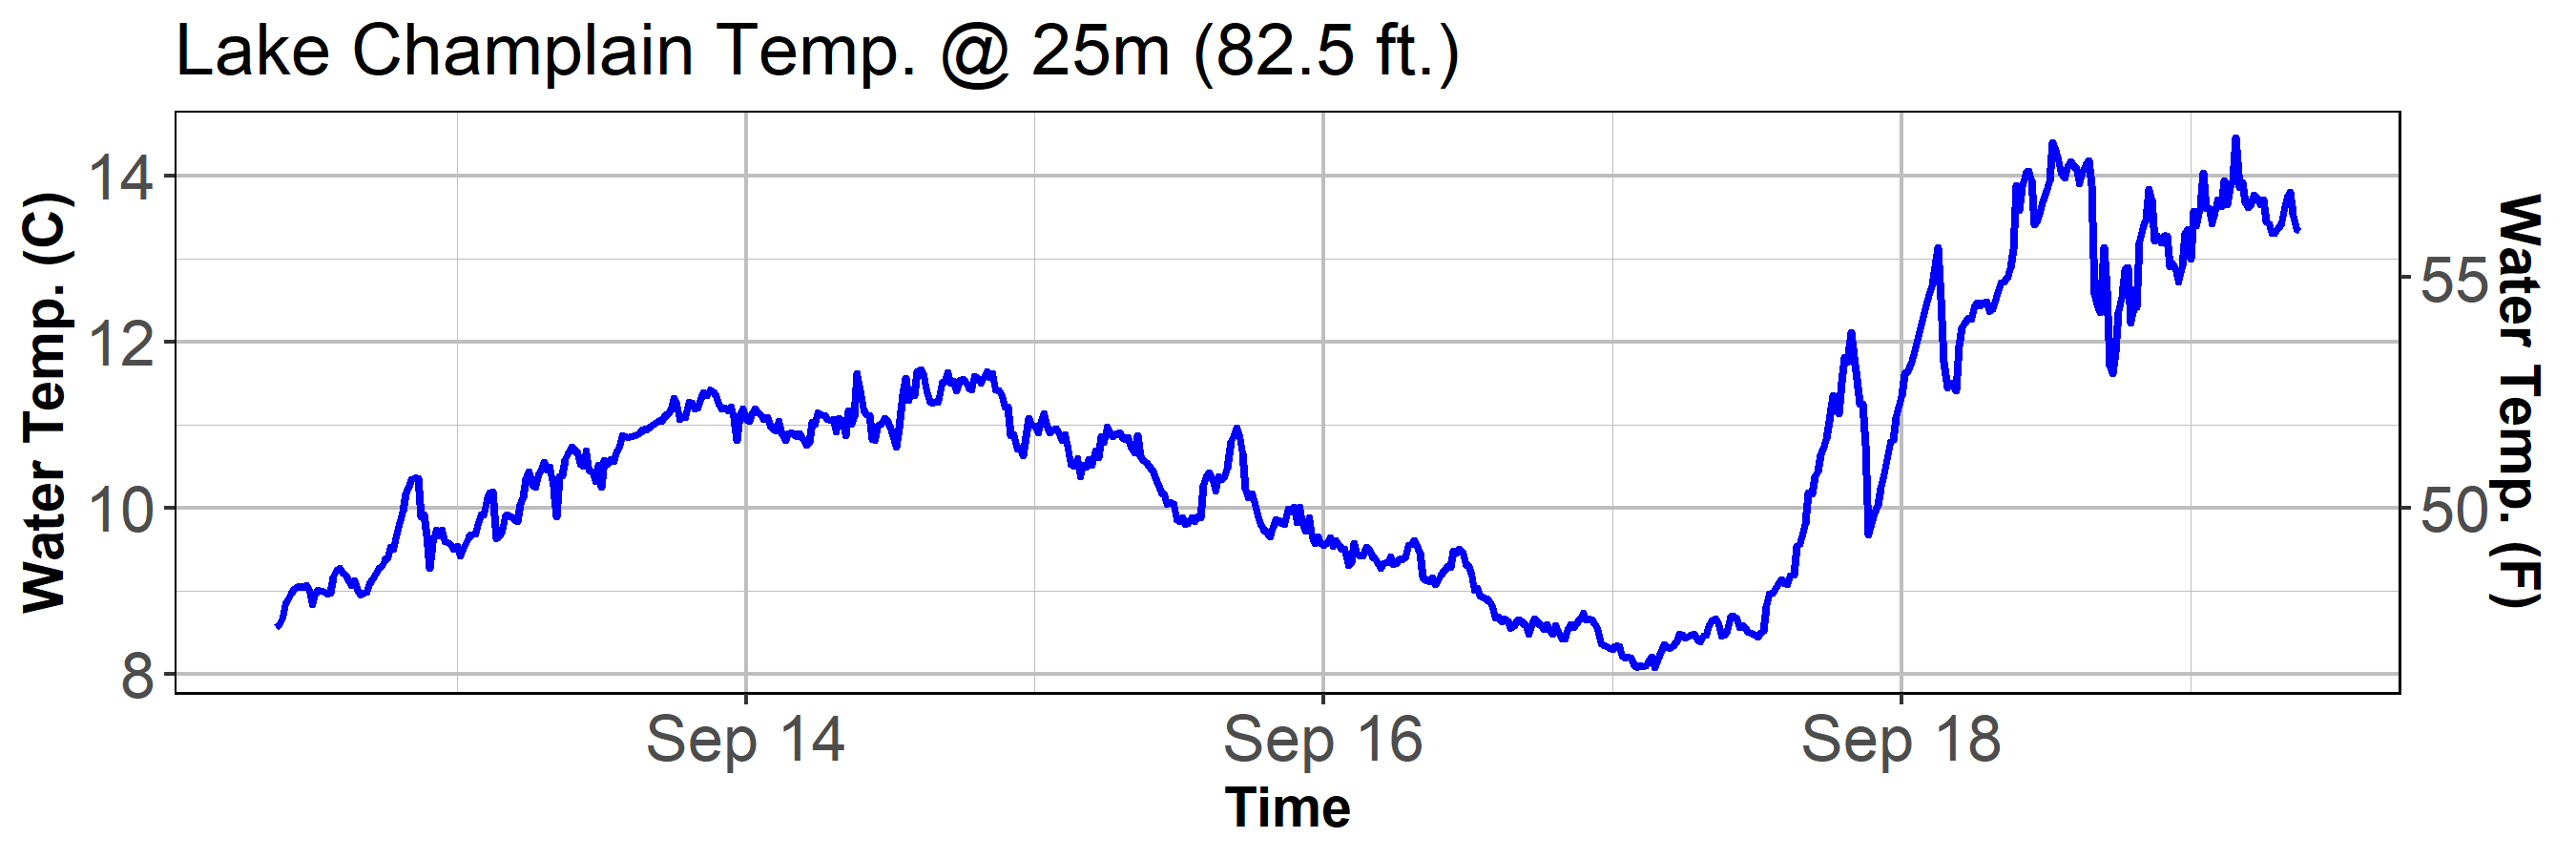 Lake Champlain Temp. @ 25m (82.5 ft.)
Water Temp. (C)
14
12
10
8
55
50
Water Temp. (F)
Sep 14
Sep 16
Sep 18
Time